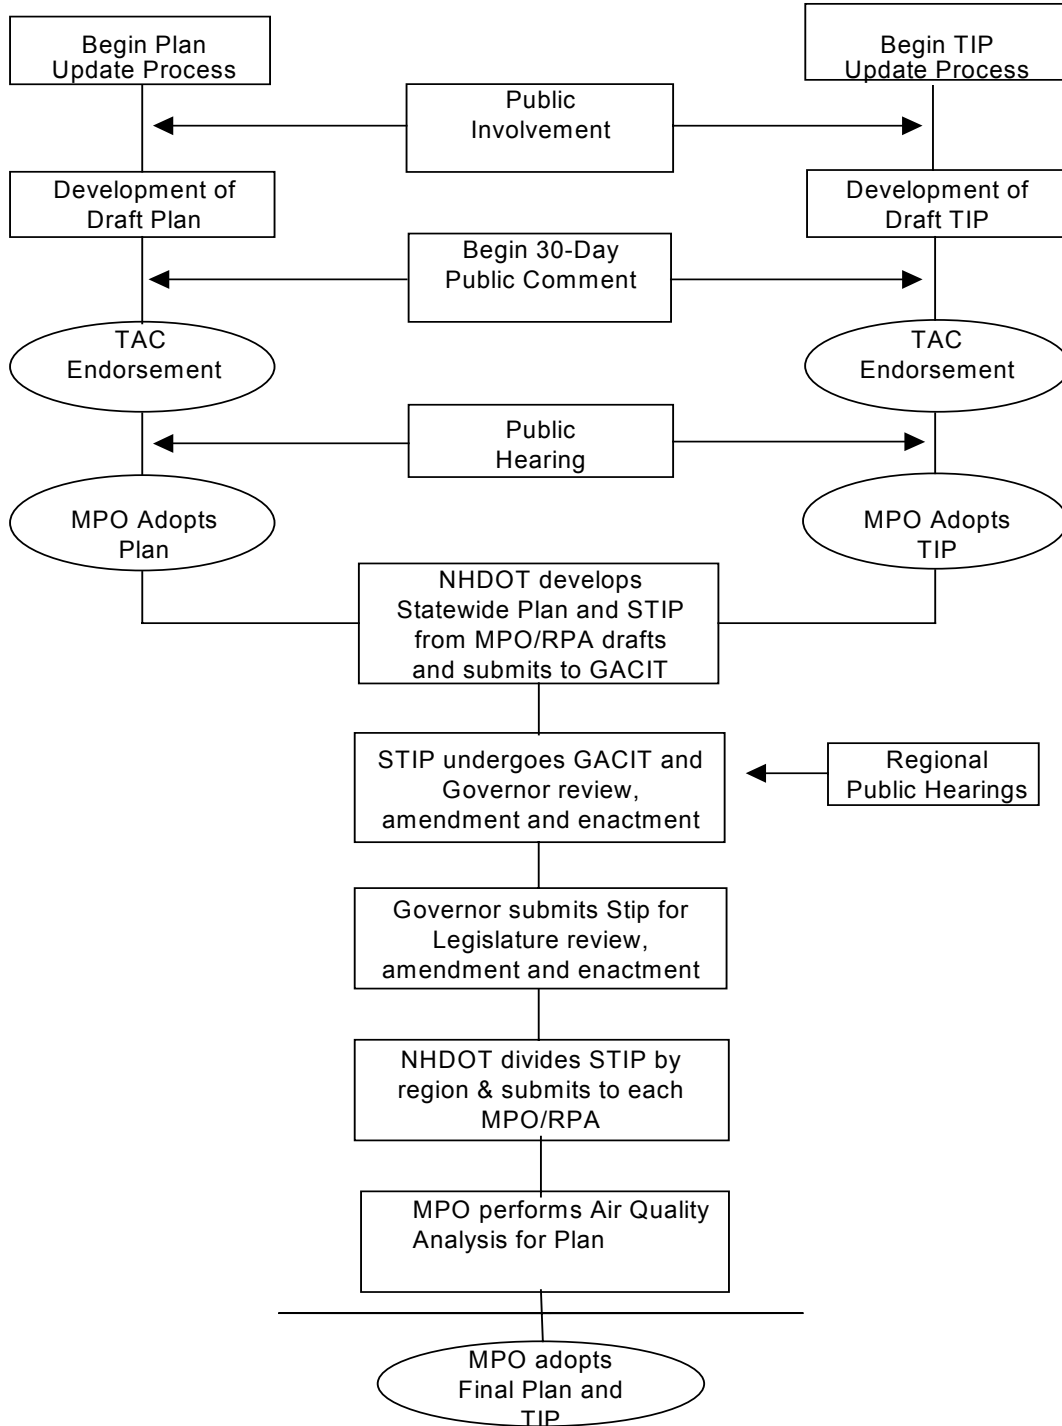 Begin Plan
Update Process
Begin TIP
Update Process
Public
Involvement
Development of
Draft Plan
Development of
Draft TIP
Begin 30-Day
Public Comment
TAC
Endorsement
TAC
Endorsement
Public
Hearing
MPO Adopts
Plan
MPO Adopts
TIP
NHDOT develops
Statewide Plan and STIP
from MPO/RPA drafts
and submits to GACIT
STIP undergoes GACIT and
Governor review,
amendment and enactment
Regional
Public Hearings
Governor submits Stip for
Legislature review,
amendment and enactment
NHDOT divides STIP by
region & submits to each
MPO/RPA
MPO performs Air Quality
Analysis for Plan
MPO adopts
Final Plan and
TIP